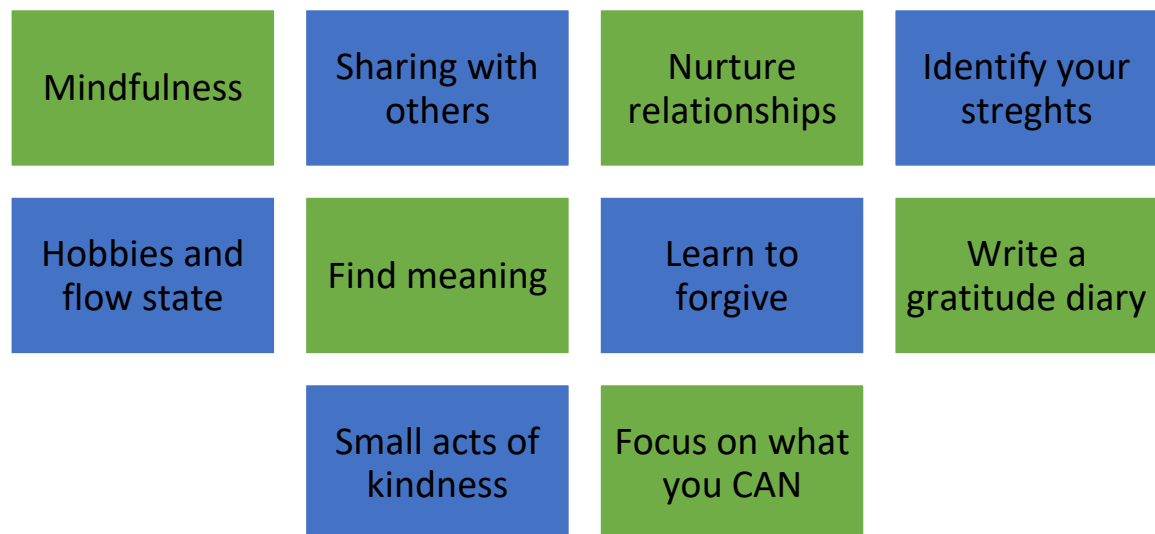 Mindfulness
Sharing with
others
Nurture
relationships
Identify your
streghts
Hobbies and
flow state
Find meaning
Learn to
forgive
Write a
gratitude diary
Small acts of
kindness
Focus on what
you CAN